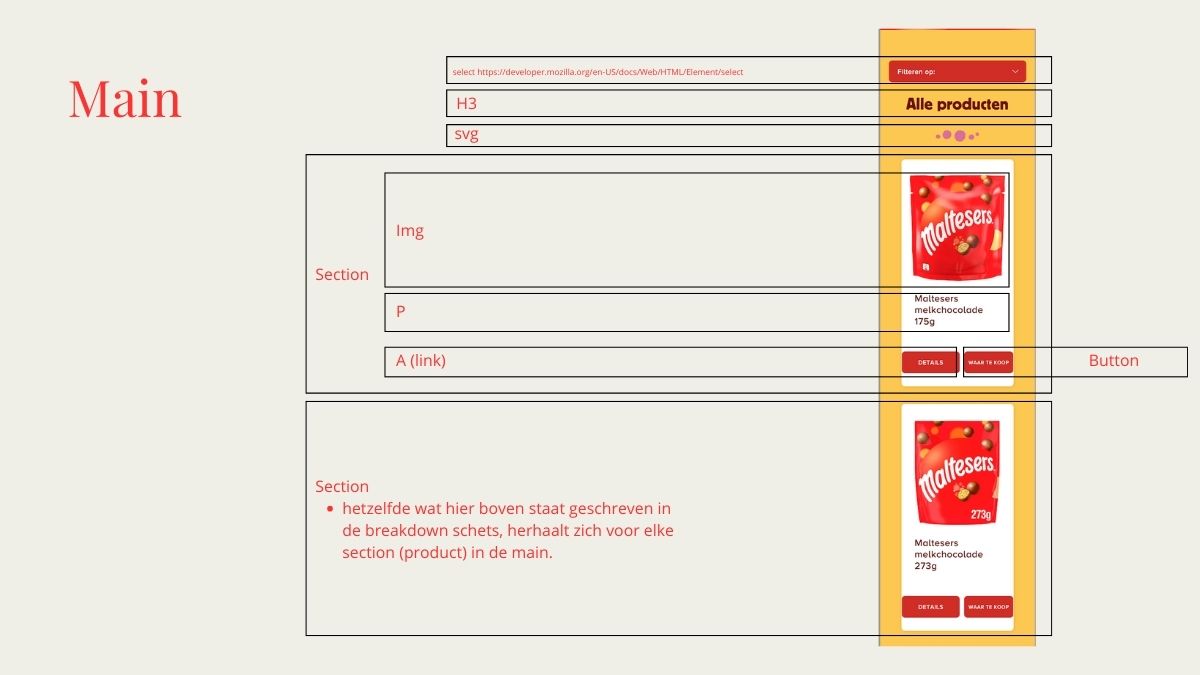 Main
select https://developer.mozilla.org/en-US/docs/Web/HTML/Element/select
Filteren op:
H3
Alle producten
svg
Section
Img
maltesers
P
Maltesers
melkchocolade
175g
A (link)
DETAILS
WAAR TE KOOP
Button
Section
• hetzelfde wat hier boven staat geschreven in
de breakdown schets, herhaalt zich voor elke
section (product) in de main.
maltesers
273g
Maltesers
melkchocolade
273g
DETAILS
WAAR TE KOOP